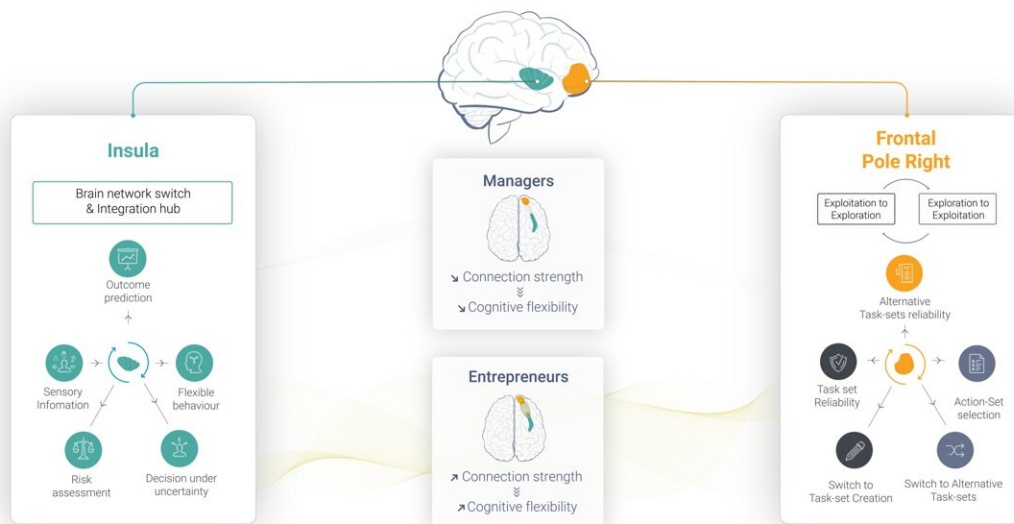 Insula
Brain network switch
& Integration hub
Outcome
prediction
Sensory
Infomation
Flexible
behaviour
Risk
assessment
Decision under
uncertainty
Managers
↘ Connection strength
↘ Cognitive flexibility
Entrepreneurs
↗ Connection strength
↗ Cognitive flexibility
Frontal
Pole Right
Exploitation to
Exploration
Exploration to
Exploitation
Alternative
Task-sets reliability
Task set
Reliability
Action-Set
selection
Switch to
Task-set Creation
Switch to Alternative
Task-sets